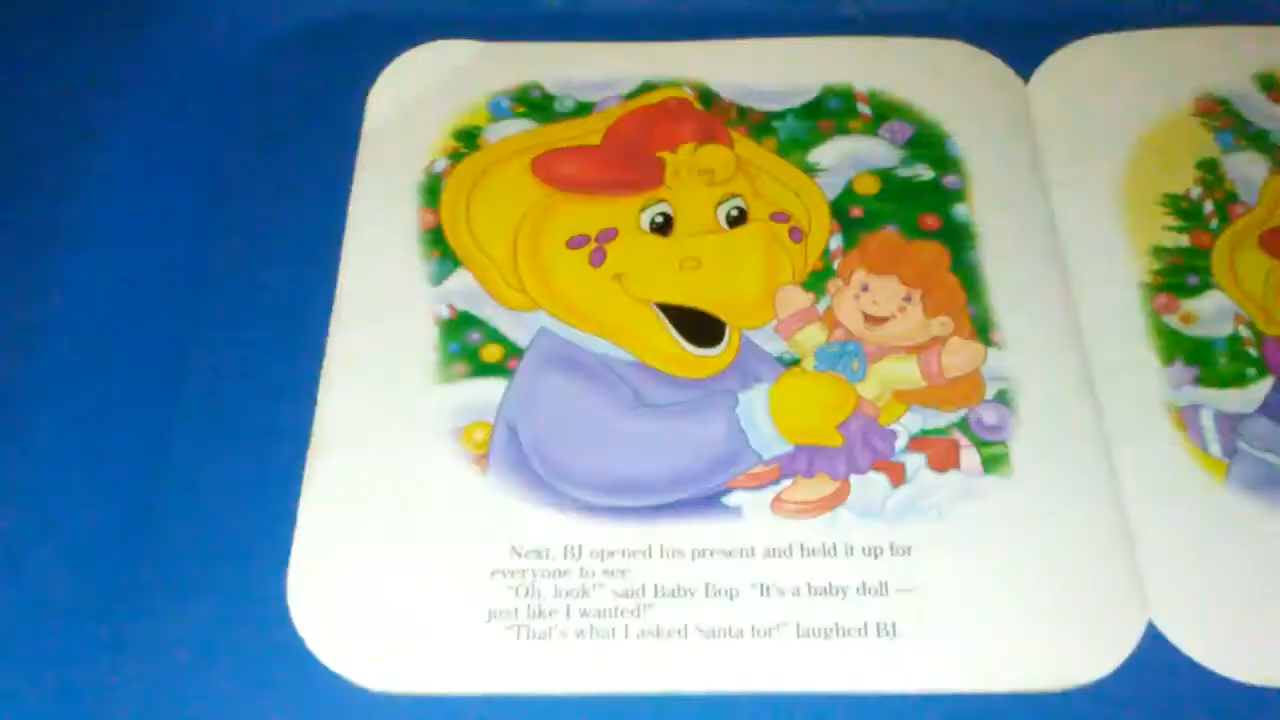 Next, BJ opened his present and held it up for
everyone to see.
"Oh, look!" said Baby Bop. "It's a baby doll —
just like I wanted!"
"That's what I asked Santa for!" laughed BJ.